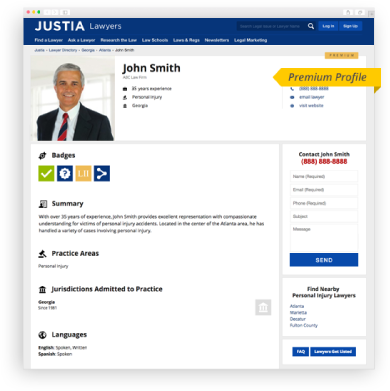 JUSTIA Lawyers
Log In Sign Up
Find a Lawyer Ask a Lawyer Research the Law Law Schools Laws & Regs Newsletters Legal Marketing
Justia › Lawyer Directory › Georgia › Atlanta › John Smith
PREMIUM
John Smith
ABC Law Firm
Premium Profile
35 years experience
(888) 888-8888
Personal Injury
email lawyer
Georgia
visit website
Badges
LII
Summary
With over 35 years of experience, John Smith provides excellent representation with compassionate
understanding for victims of personal injury accidents. Located in the center of the Atlanta area, he has
handled a variety of cases involving personal injury.
Practice Areas
Personal Injury
Jurisdictions Admitted to Practice
Georgia
Since 1981
Languages
English: Spoken, Written
Spanish: Spoken
Contact John Smith
(888) 888-8888
Name (Required)
Email (Required)
Phone (Required)
Subject
Message
SEND
Find Nearby
Personal Injury Lawyers
Atlanta
Marietta
Decatur
Fulton County
FAQ Lawyers Get Listed